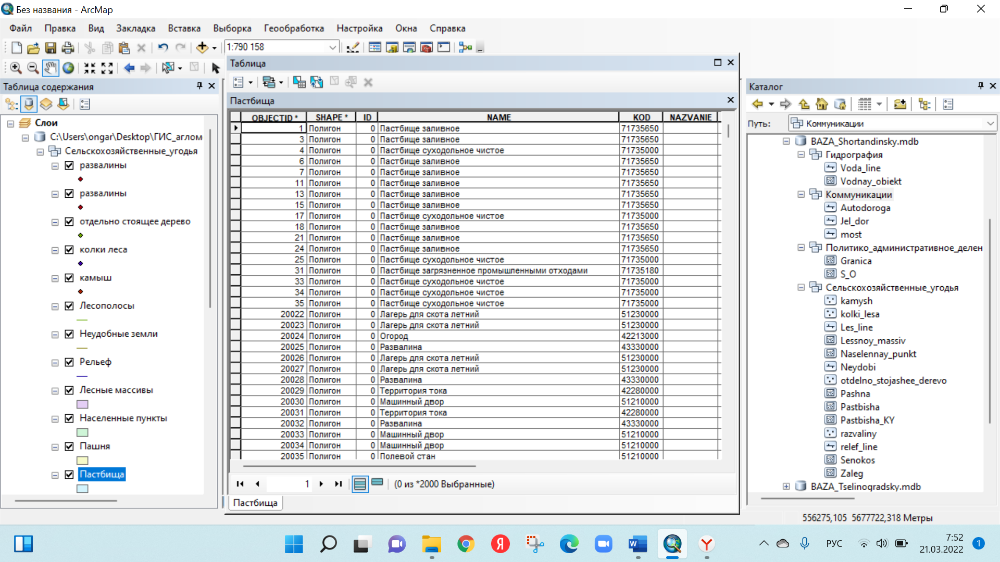 Без названия - ArcMap
Файл Правка Вид Закладка Вставка Выборка Геообработка Настройка Окна Справка
1:790 158
Таблица содержания
Слои
C:\Users\ongar\Desktop\ГИС_аглом
Сельскохозяйственные_угодья
развалины
развалины
отдельно стоящее дерево
колки леса
камыш
Лесополосы
Неудобные земли
Рельеф
Лесные массивы
Населенные пункты
Пашня
Пастбища
Таблица
Пастбища
OBJECTID * SHAPE * ID NAME KOD NAZVANIE
1 Полигон 0 Пастбище заливное 71735650
3 Полигон 0 Пастбище заливное 71735650
4 Полигон 0 Пастбище суходольное чистое 71735000
6 Полигон 0 Пастбище заливное 71735650
7 Полигон 0 Пастбище заливное 71735650
11 Полигон 0 Пастбище заливное 71735650
13 Полигон 0 Пастбище заливное 71735650
15 Полигон 0 Пастбище заливное 71735650
17 Полигон 0 Пастбище суходольное чистое 71735000
18 Полигон 0 Пастбище заливное 71735650
21 Полигон 0 Пастбище заливное 71735650
24 Полигон 0 Пастбище заливное 71735650
25 Полигон 0 Пастбище суходольное чистое 71735000
31 Полигон 0 Пастбище загрязненное промышленными отходами 71735180
33 Полигон 0 Пастбище суходольное чистое 71735000
34 Полигон 0 Пастбище суходольное чистое 71735000
35 Полигон 0 Пастбище суходольное чистое 71735000
20022 Полигон 0 Лагерь для скота летний 51230000
20023 Полигон 0 Лагерь для скота летний 51230000
20024 Полигон 0 Огород 42213000
20025 Полигон 0 Развалина 43330000
20026 Полигон 0 Лагерь для скота летний 51230000
20027 Полигон 0 Лагерь для скота летний 51230000
20028 Полигон 0 Развалина 43330000
20029 Полигон 0 Территория тока 42280000
20030 Полигон 0 Машинный двор 51210000
20031 Полигон 0 Территория тока 42280000
20032 Полигон 0 Развалина 43330000
20033 Полигон 0 Машинный двор 51210000
20034 Полигон 0 Машинный двор 51210000
20035 Полигон 0 Полевой стан 51210000
1 (0 из *2000 Выбранные)
Пастбища
Каталог
Путь: Коммуникации
BAZA_Shortandinsky.mdb
Гидрография
Voda_line
Vodnay_obiekt
Коммуникации
Autodoroga
Jel_dor
most
Политико_административное_делен
Granica
S_O
Сельскохозяйственные_угодья
kamysh
kolki_lesa
Les_line
Lessnoy_massiv
Naselennay_punkt
Neydobi
otdelno_stojashee_derevo
Pashna
Pastbisha
Pastbisha_KY
razvaliny
relef_line
Senokos
Zaleg
BAZA_Tselinogradsky.mdb
556275,105 5677722,318 Метры
РУС
7:52
21.03.2022
1